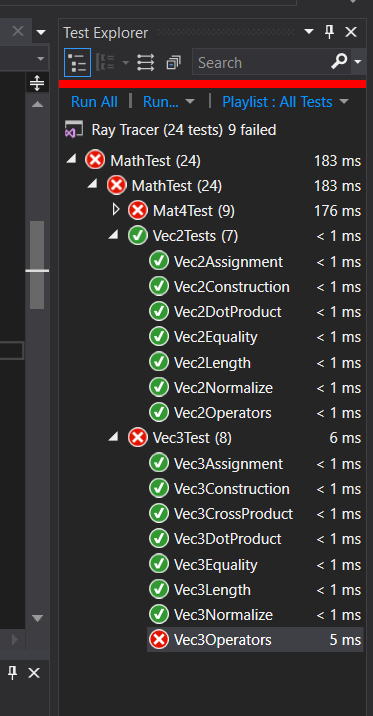 Test Explorer
Search
Run All | Run... | Playlist : All Tests
Ray Tracer (24 tests) 9 failed
MathTest (24) 183 ms
MathTest (24) 183 ms
Mat4Test (9) 176 ms
Vec2Tests (7) < 1 ms
Vec2Assignment < 1 ms
Vec2Construction < 1 ms
Vec2DotProduct < 1 ms
Vec2Equality < 1 ms
Vec2Length < 1 ms
Vec2Normalize < 1 ms
Vec2Operators < 1 ms
Vec3Test (8) 6 ms
Vec3Assignment < 1 ms
Vec3Construction < 1 ms
Vec3CrossProduct < 1 ms
Vec3DotProduct < 1 ms
Vec3Equality < 1 ms
Vec3Length < 1 ms
Vec3Normalize < 1 ms
Vec3Operators 5 ms